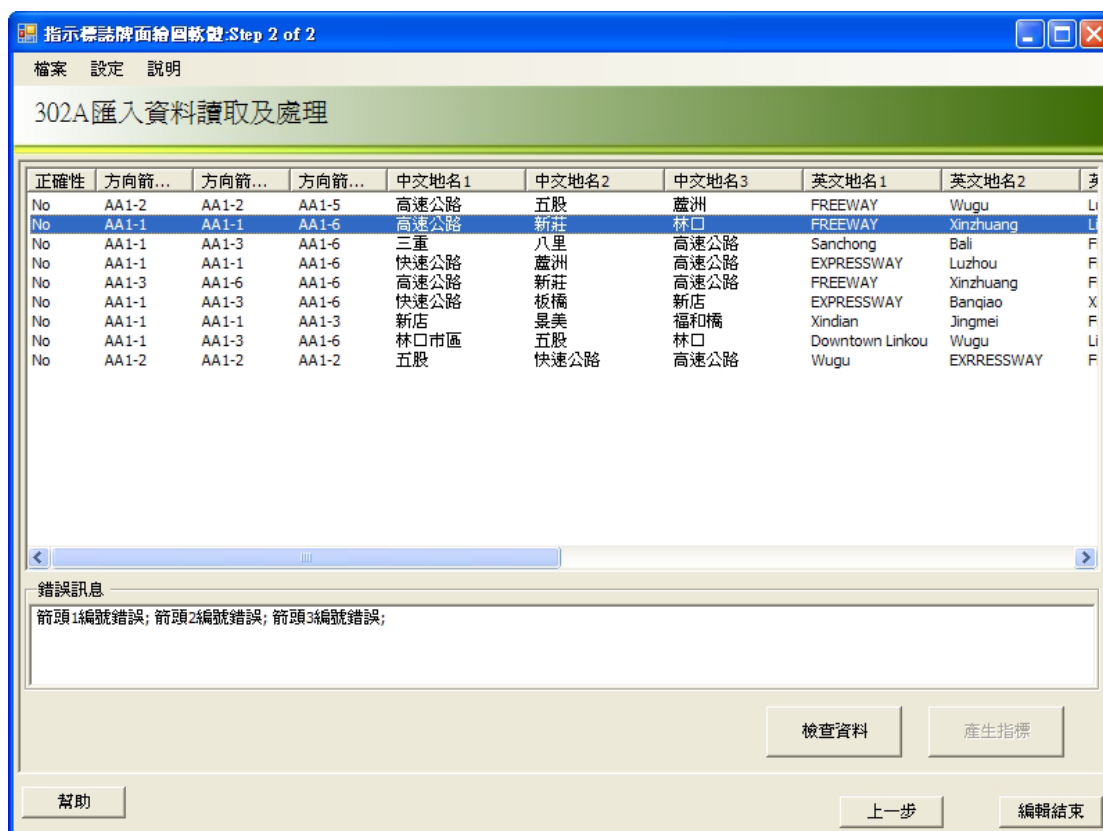 指示標誌牌面繪圖軟體:Step 2 of 2
檔案 設定 說明
302A匯入資料讀取及處理
正確性 方向箭... 方向箭... 方向箭... 中文地名1 中文地名2 中文地名3 英文地名1 英文地名2 英
No AA1-2 AA1-2 AA1-5 高速公路 五股 蘆洲 FREEWAY Wugu Lu
No AA1-1 AA1-1 AA1-6 高速公路 新莊 林口 FREEWAY Xinzhuang Li
No AA1-1 AA1-3 AA1-6 三重 八里 高速公路 Sanchong Bali F
No AA1-1 AA1-1 AA1-6 快速公路 蘆洲 高速公路 EXPRESSWAY Luzhou F
No AA1-3 AA1-6 AA1-6 高速公路 新莊 高速公路 FREEWAY Xinzhuang F
No AA1-1 AA1-3 AA1-6 快速公路 板橋 新店 EXPRESSWAY Banqiao X
No AA1-1 AA1-1 AA1-3 新店 景美 福和橋 Xindian Jingmei F
No AA1-1 AA1-3 AA1-6 林口市區 五股 林口 Downtown Linkou Wugu Li
No AA1-2 AA1-2 AA1-2 五股 快速公路 高速公路 Wugu EXRRESSWAY F
錯誤訊息
箭頭1編號錯誤; 箭頭2編號錯誤; 箭頭3編號錯誤;
檢查資料 產生指標
幫助 上一步 編輯結束